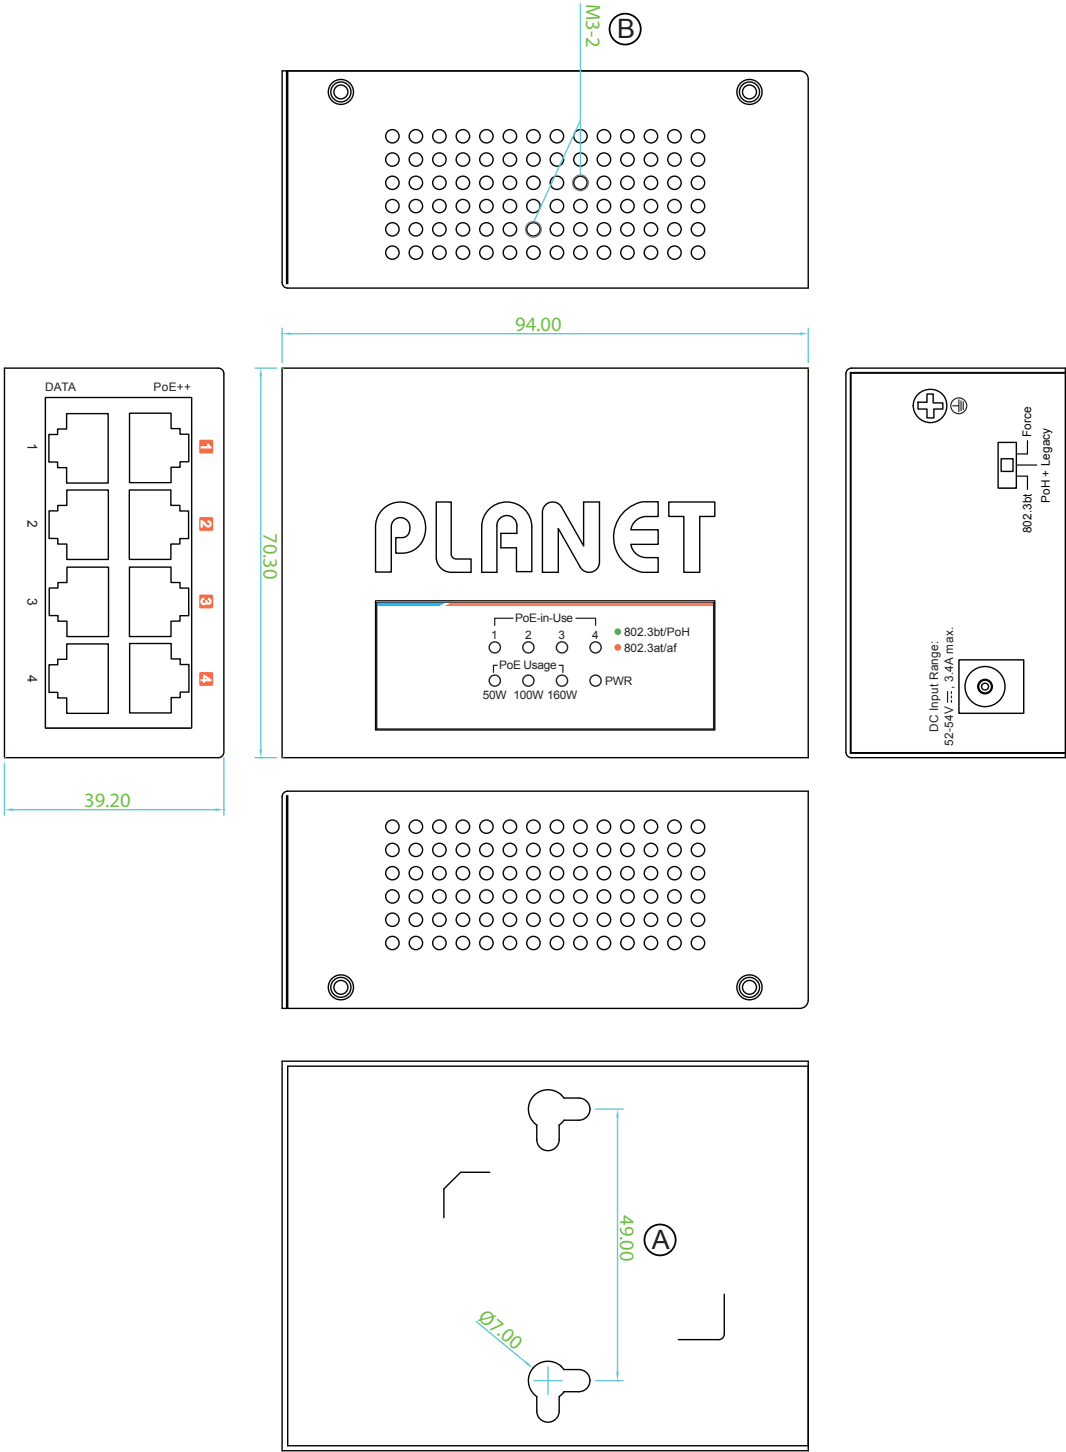 M3-2
B
94.00
DATA PoE++
1 1
2 2
3 3
4 4
39.20
70.30
PLANET
PoE-in-Use
1 2 3 4
802.3bt/PoH
802.3at/af
PoE Usage
50W 100W 160W
PWR
Force
PoH + Legacy
802.3bt
DC Input Range:
52-54V ⎓, 3.4A max.
49.00
A
Ø7.00